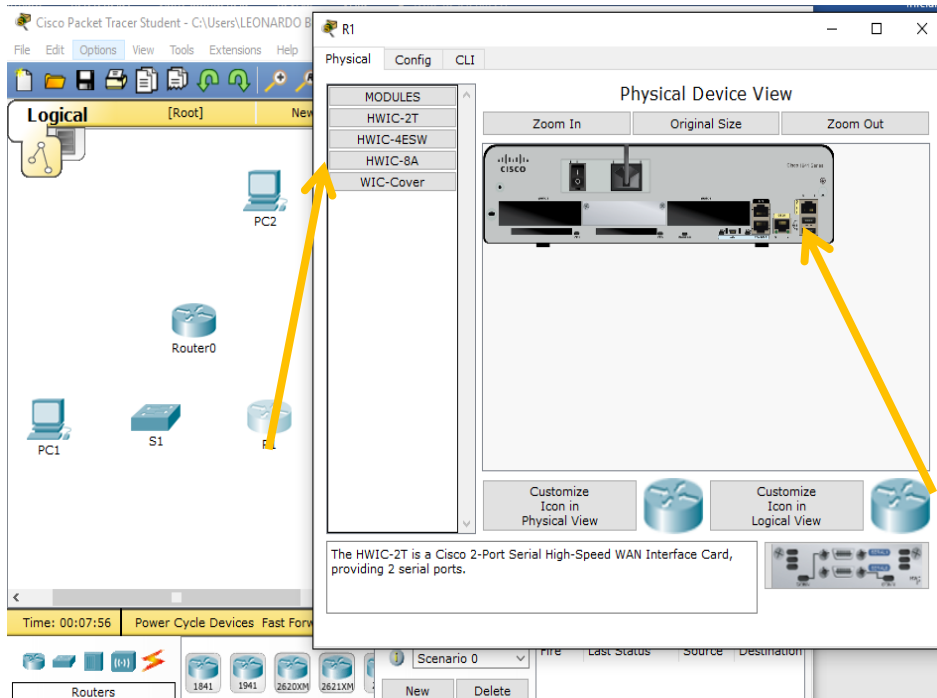 Inicia
Cisco Packet Tracer Student - C:\Users\LEONARDO B
File Edit Options View Tools Extensions Help
Logical [Root] New
PC2
Router0
PC1
S1
Time: 00:07:56 Power Cycle Devices Fast Forw
Routers
1841 1941 2620XM 2621XM
Scenario 0
New Delete
Fire Last Status Source Destination
R1
Physical Config CLI
MODULES
HWIC-2T
HWIC-4ESW
HWIC-8A
WIC-Cover
Physical Device View
Zoom In Original Size Zoom Out
CISCO
Customize
Icon in
Physical View
Customize
Icon in
Logical View
The HWIC-2T is a Cisco 2-Port Serial High-Speed WAN Interface Card,
providing 2 serial ports.